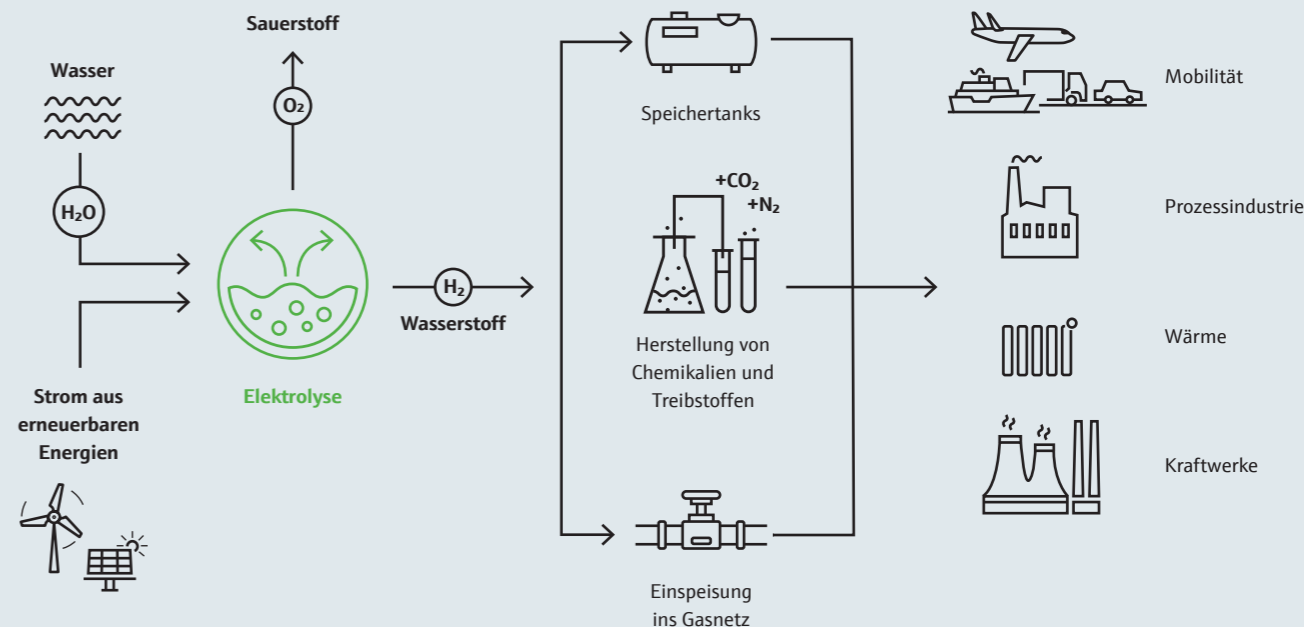 Sauerstoff
O₂
Wasser
H₂O
Strom aus
erneuerbaren
Energien
Elektrolyse
H₂
Wasserstoff
Speichertanks
+CO₂
+N₂
Herstellung von
Chemikalien und
Treibstoffen
Einspeisung
ins Gasnetz
Mobilität
Prozessindustrie
Wärme
Kraftwerke